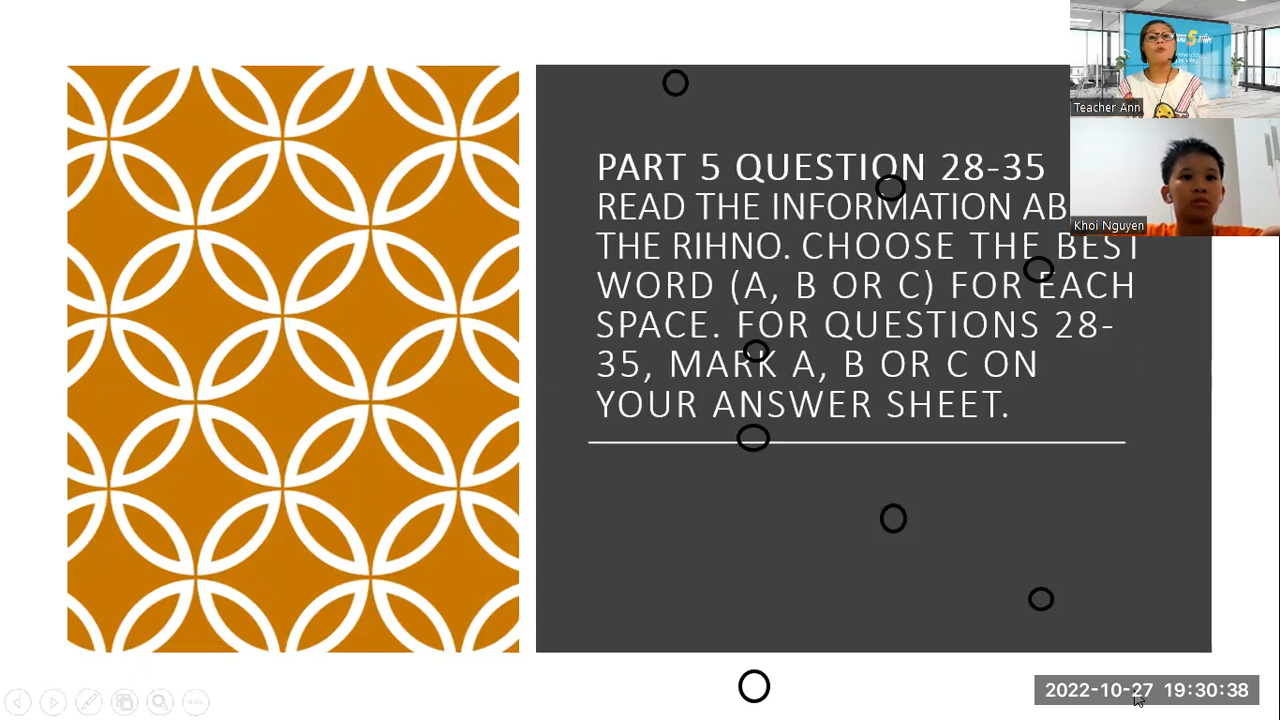 PART 5 QUESTION 28-35
READ THE INFORMATION AB
THE RIHNO. CHOOSE THE BEST
WORD (A, B OR C) FOR EACH
SPACE. FOR QUESTIONS 28-
35, MARK A, B OR C ON
YOUR ANSWER SHEET.
Teacher Ann
Khoi Nguyen
2022-10-27 19:30:38